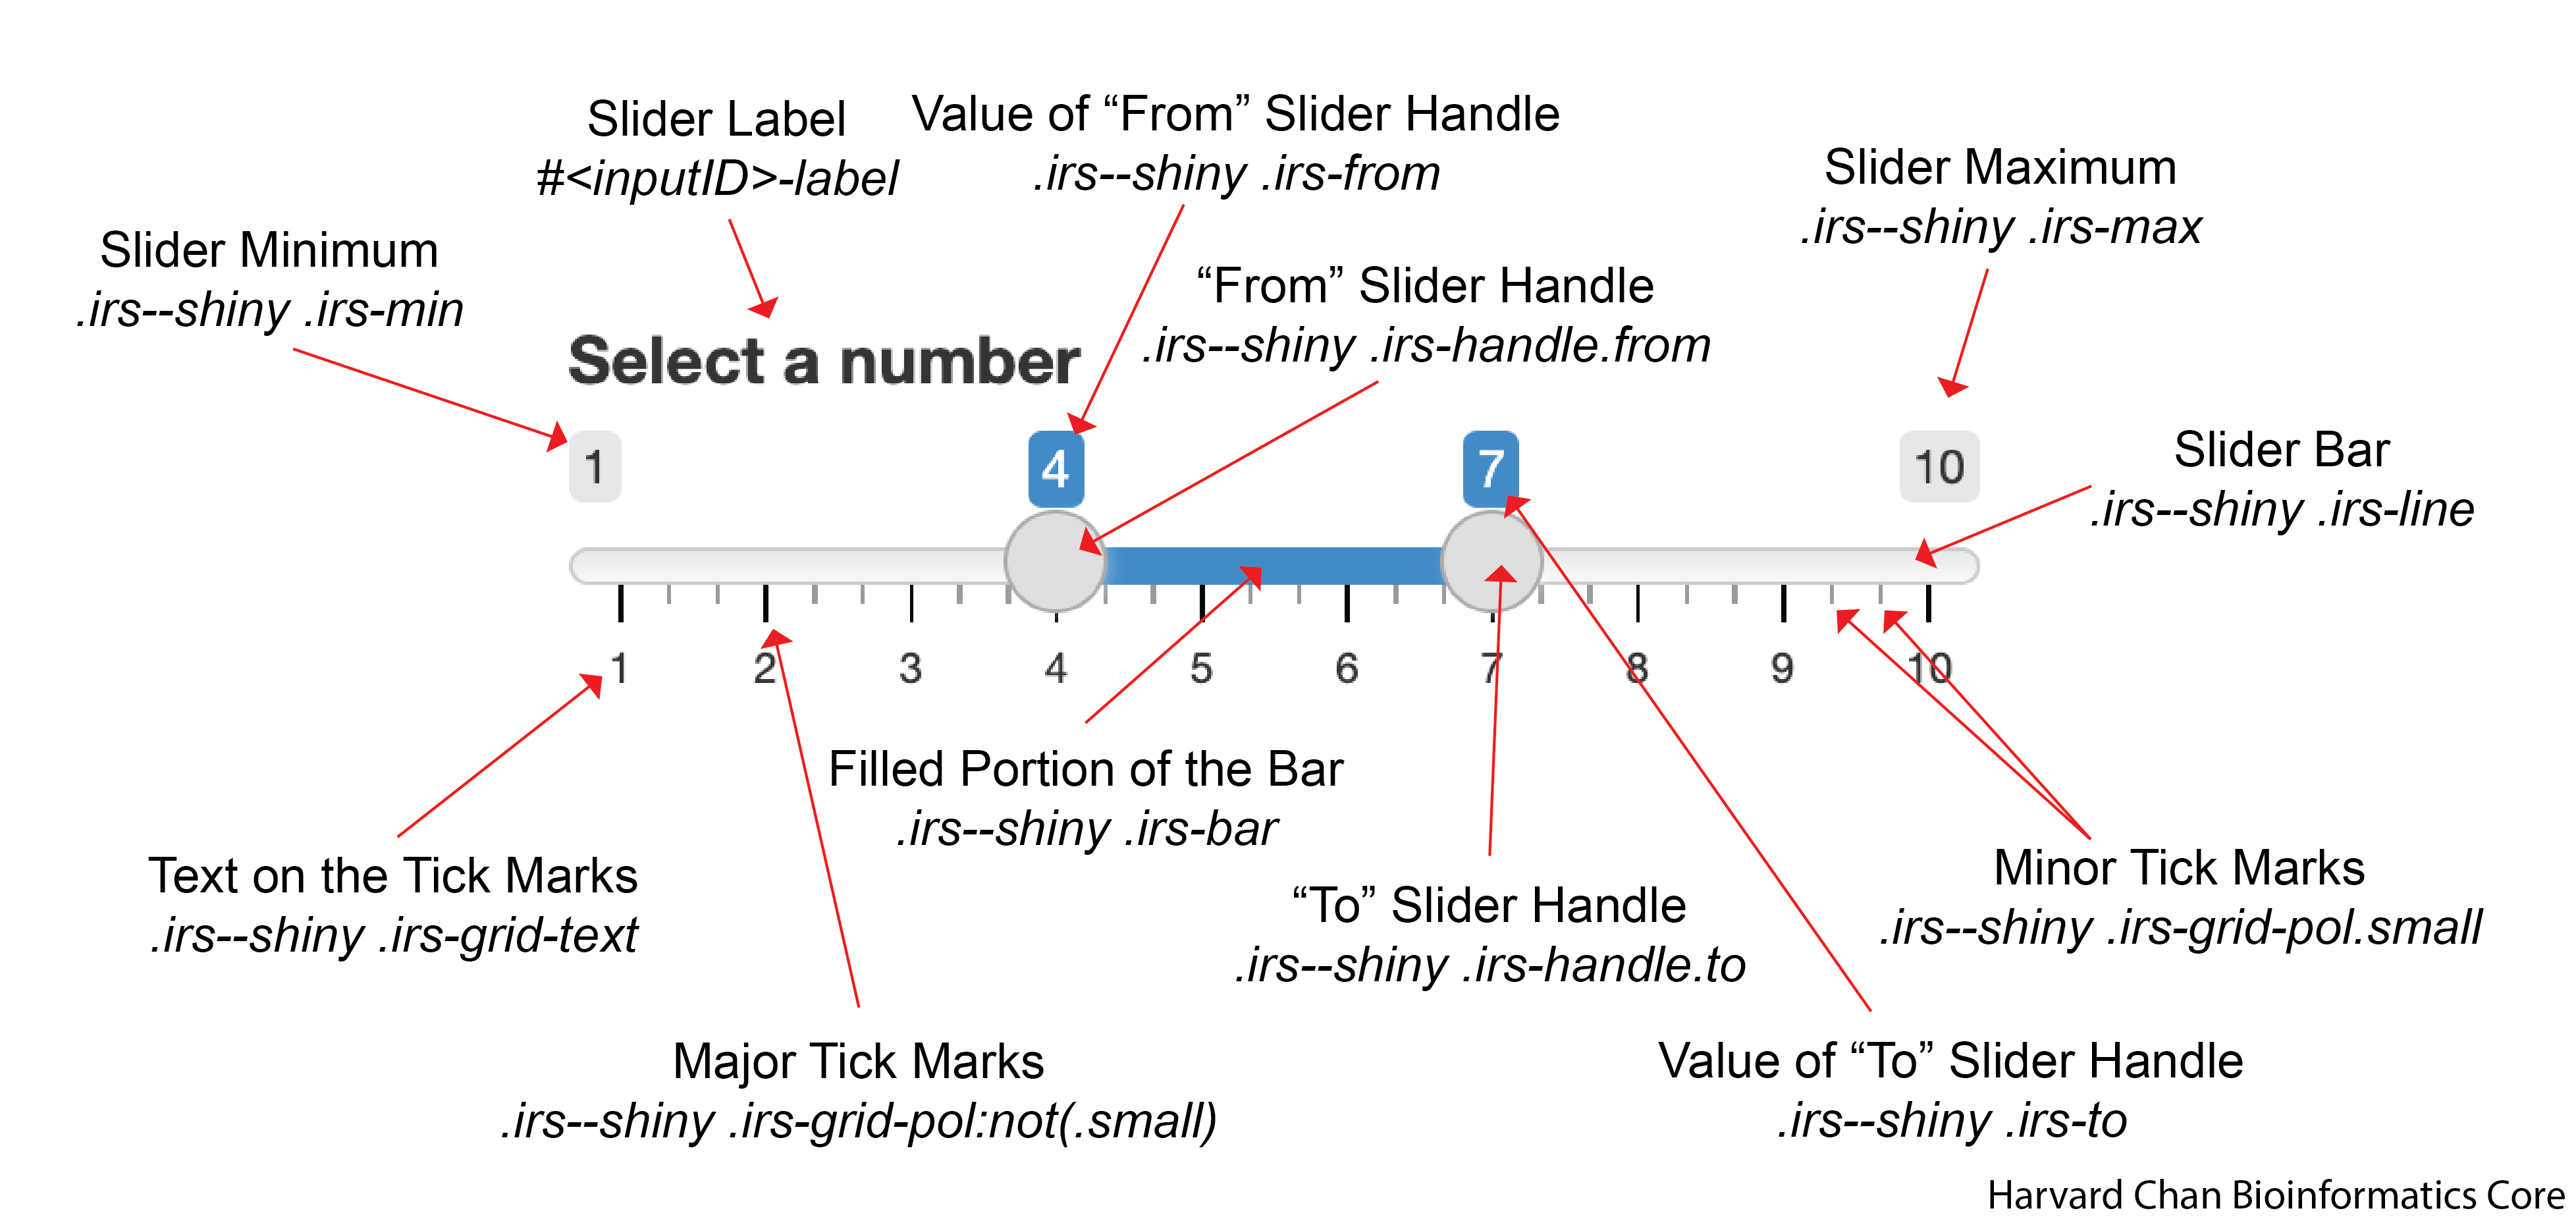 Slider Label
#<inputID>-label
Value of “From” Slider Handle
.irs--shiny .irs-from
Slider Maximum
.irs--shiny .irs-max
Slider Minimum
.irs--shiny .irs-min
“From” Slider Handle
.irs--shiny .irs-handle.from
Select a number
1
4
7
10
Slider Bar
.irs--shiny .irs-line
1 2 3 4 5 6 7 8 9 10
Filled Portion of the Bar
.irs--shiny .irs-bar
Text on the Tick Marks
.irs--shiny .irs-grid-text
“To” Slider Handle
.irs--shiny .irs-handle.to
Minor Tick Marks
.irs--shiny .irs-grid-pol.small
Major Tick Marks
.irs--shiny .irs-grid-pol:not(.small)
Value of “To” Slider Handle
.irs--shiny .irs-to
Harvard Chan Bioinformatics Core